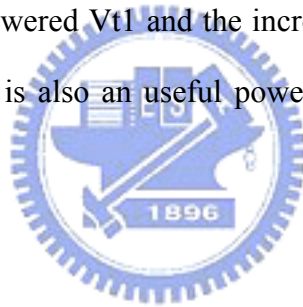 wered Vt1 and the incre
is also an useful powe
1896